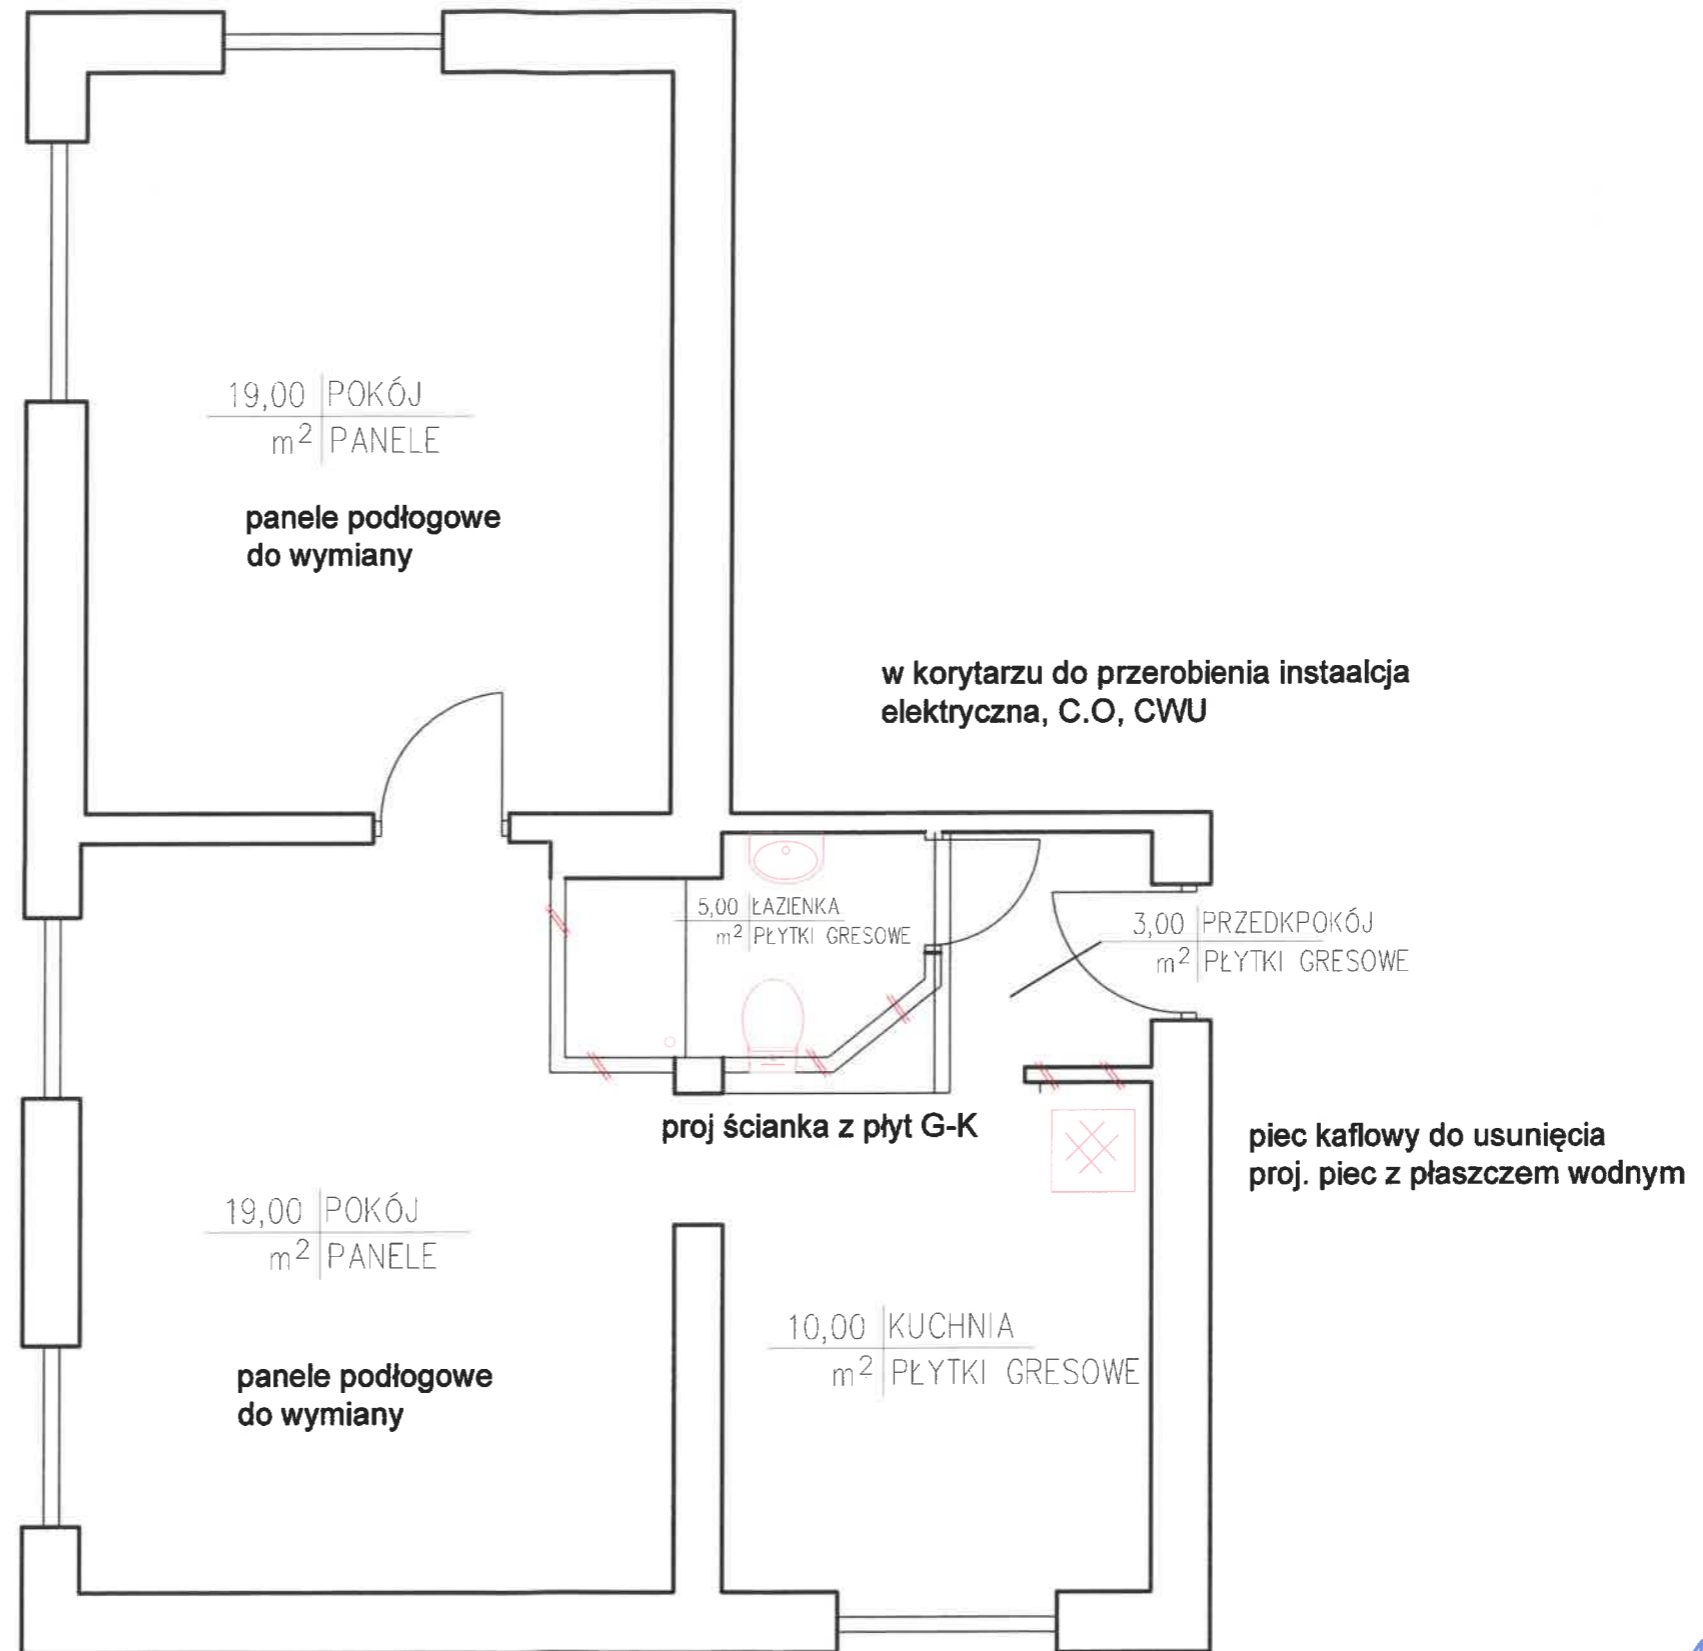 19,00 POKÓJ
m2 PANELE
panele podłogowe
do wymiany
w korytarzu do przerobienia instaalcja
elektryczna, C.O, CWU
5,00 ŁAZIENKA
m2 PŁYTKI GRESOWE
3,00 PRZEDKPOKÓJ
m2 PŁYTKI GRESOWE
proj ścianka z płyt G-K
piec kaflowy do usunięcia
proj. piec z płaszczem wodnym
19,00 POKÓJ
m2 PANELE
10,00 KUCHNIA
m2 PŁYTKI GRESOWE
panele podłogowe
do wymiany